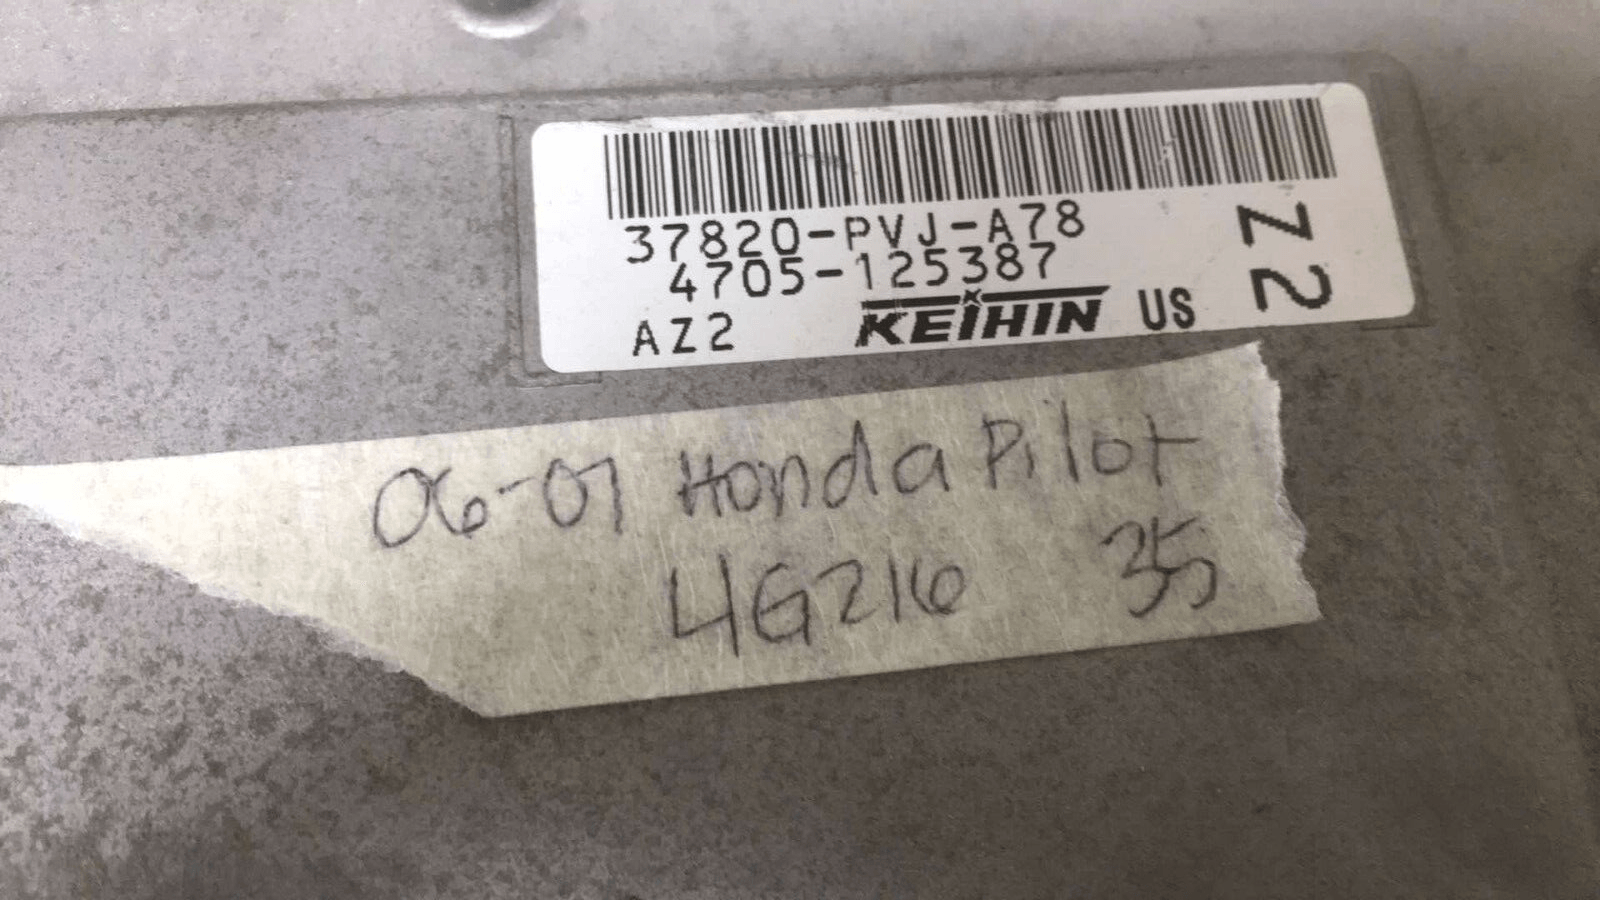 37820-PVJ-A78
4705-125387
AZ2 KEIHIN US
Z2
06-07 Honda Pilot
4G216 35